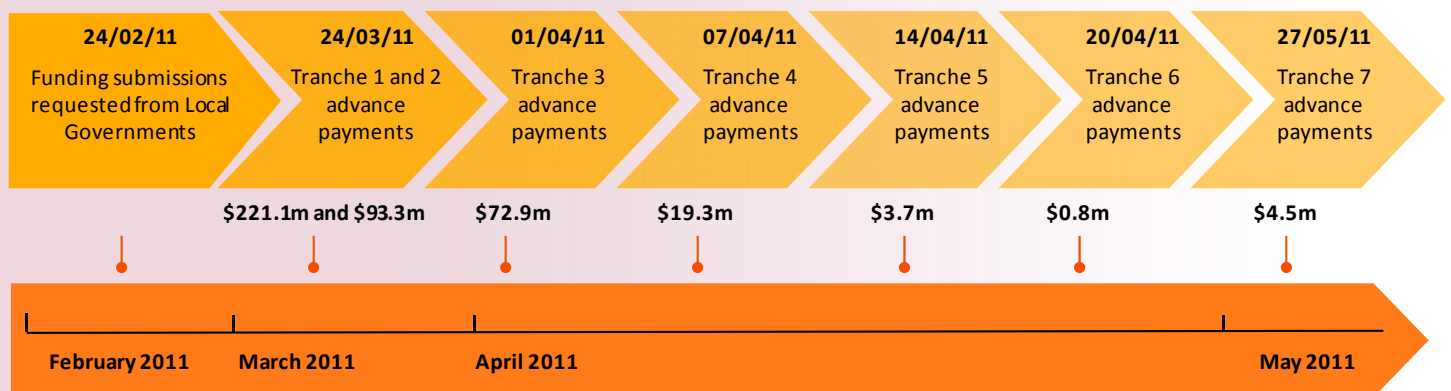 24/02/11
Funding submissions
requested from Local
Governments
24/03/11
Tranche 1 and 2
advance
payments
01/04/11
Tranche 3
advance
payments
07/04/11
Tranche 4
advance
payments
14/04/11
Tranche 5
advance
payments
20/04/11
Tranche 6
advance
payments
27/05/11
Tranche 7
advance
payments
$221.1m and $93.3m
$72.9m
$19.3m
$3.7m
$0.8m
$4.5m
February 2011
March 2011
April 2011
May 2011